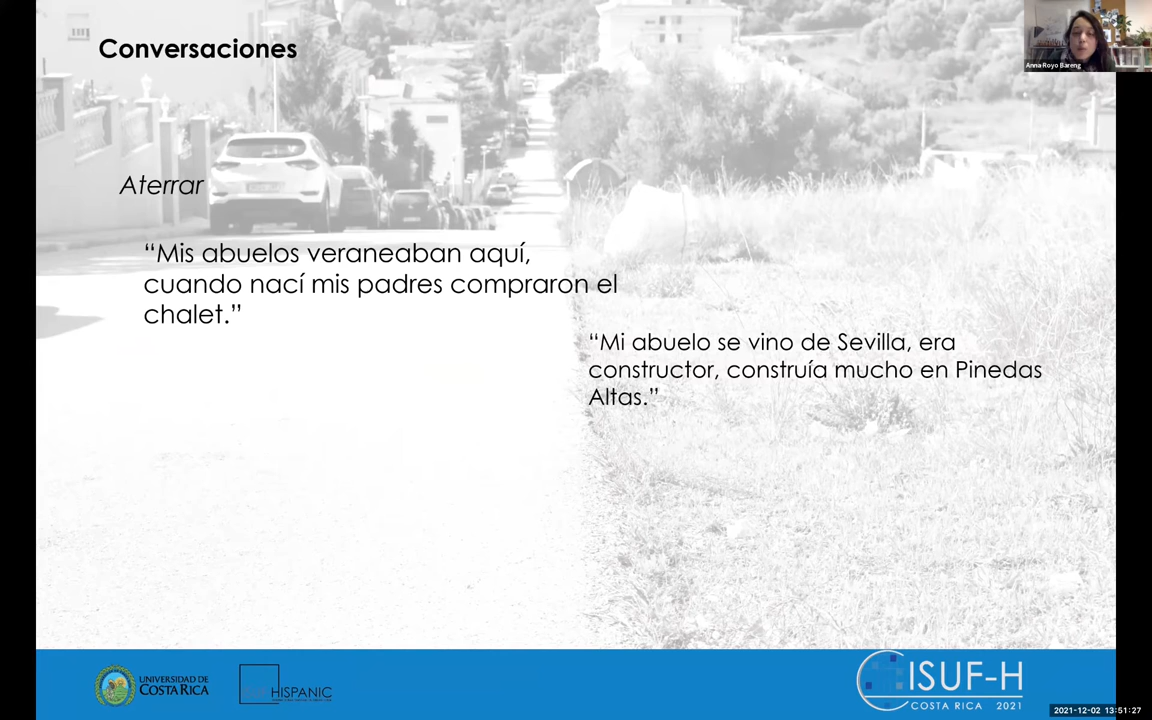 Conversaciones
Anna Royo Bareng
Aterrar
“Mis abuelos veraneaban aquí,
cuando nací mis padres compraron el
chalet.”
“Mi abuelo se vino de Sevilla, era
constructor, construía mucho en Pinedas
Altas.”
UNIVERSIDAD DE
COSTA RICA
HISPANIC
ISUF-H
COSTA RICA 2021
2021-12-02 13:51:27